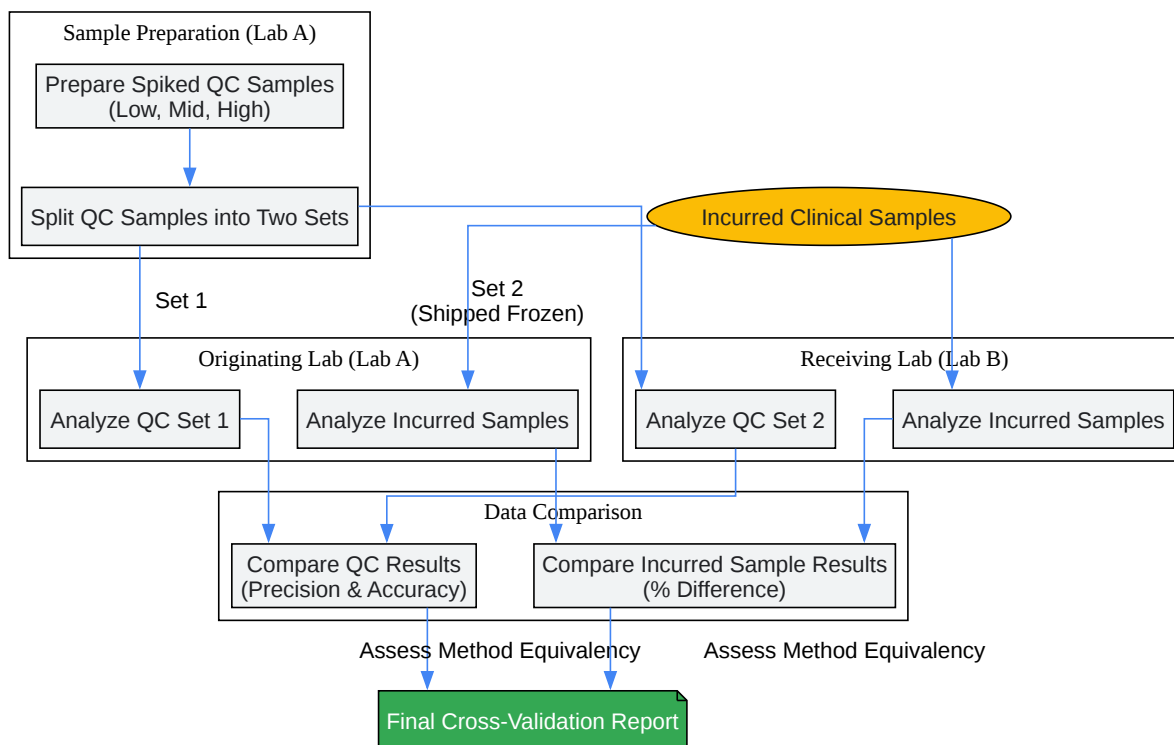 Sample Preparation (Lab A)
Prepare Spiked QC Samples
(Low, Mid, High)
Split QC Samples into Two Sets
Incurred Clinical Samples
Set 1
Set 2
(Shipped Frozen)
Originating Lab (Lab A)
Analyze QC Set 1
Analyze Incurred Samples
Receiving Lab (Lab B)
Analyze QC Set 2
Analyze Incurred Samples
Data Comparison
Compare QC Results
(Precision & Accuracy)
Compare Incurred Sample Results
(% Difference)
Assess Method Equivalency
Assess Method Equivalency
Final Cross-Validation Report